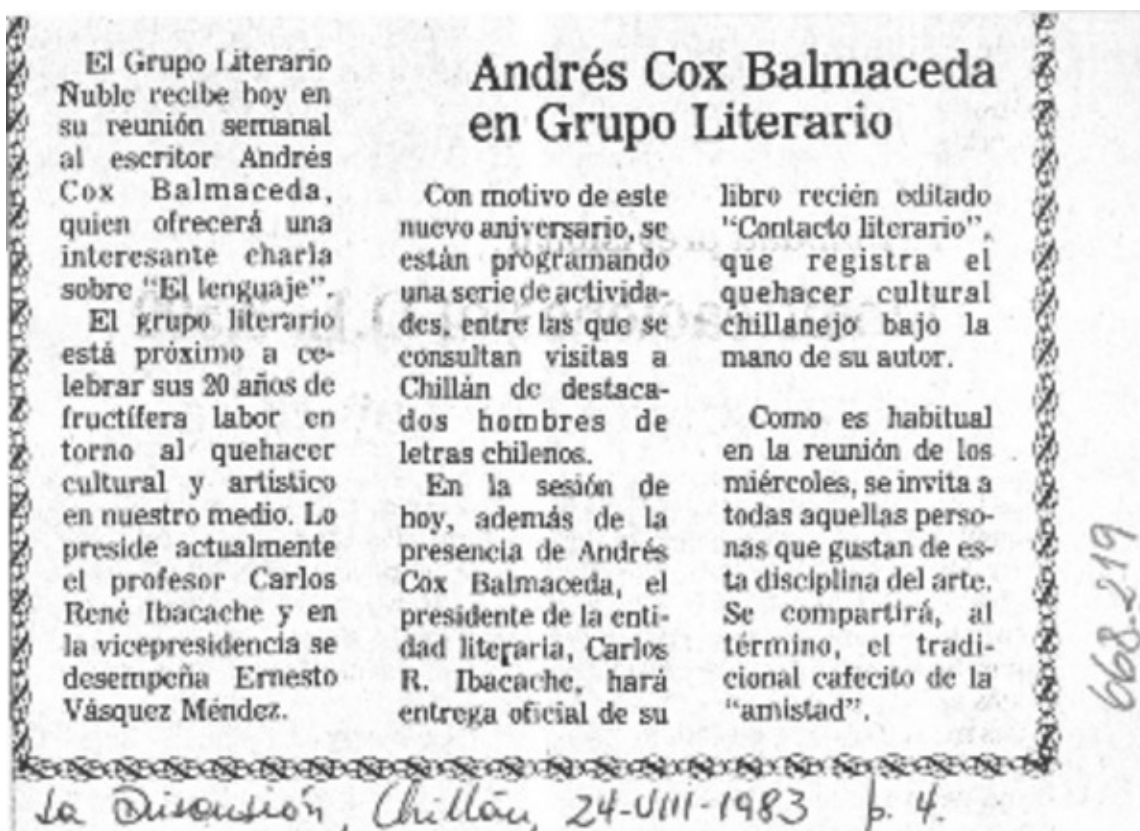 Andrés Cox Balmaceda
en Grupo Literario
El Grupo Literario
Ñuble recibe hoy en
su reunión semanal
al escritor Andrés
Cox Balmaceda,
quien ofrecerá una
interesante charla
sobre "El lenguaje".
El grupo literario
está próximo a ce-
lebrar sus 20 años de
fructífera labor en
torno al quehacer
cultural y artístico
en nuestro medio. Lo
preside actualmente
el profesor Carlos
René Ibacache y en
la vicepresidencia se
desempeña Ernesto
Vásquez Méndez.
Con motivo de este
nuevo aniversario, se
están programando
una serie de activida-
des, entre las que se
consultan visitas a
Chillán de destaca-
dos hombres de
letras chilenos.
En la sesión de
hoy, además de la
presencia de Andrés
Cox Balmaceda, el
presidente de la enti-
dad literaria, Carlos
R. Ibacache, hará
entrega oficial de su
libro recién editado
"Contacto literario",
que registra el
quehacer cultural
chillanejo bajo la
mano de su autor.
Como es habitual
en la reunión de los
miércoles, se invita a
todas aquellas perso-
nas que gustan de es-
ta disciplina del arte.
Se compartirá, al
término, el tradi-
cional cafecito de la
"amistad".
La Discusión, Chillán, 24-VIII-1983 p. 4.
668-219